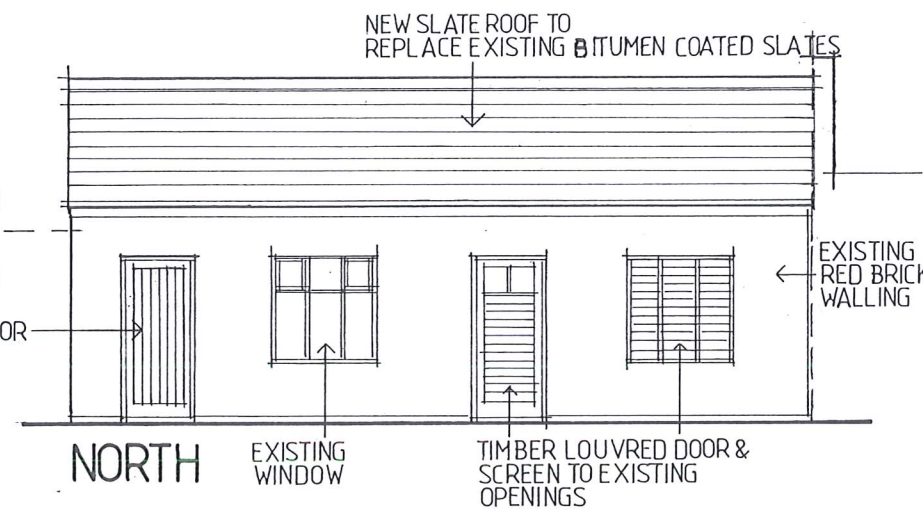 NEW SLATE ROOF TO
REPLACE EXISTING BITUMEN COATED SLATES
EXISTING
RED BRICK
WALLING
OR
NORTH
EXISTING
WINDOW
TIMBER LOUVRED DOOR &
SCREEN TO EXISTING
OPENINGS